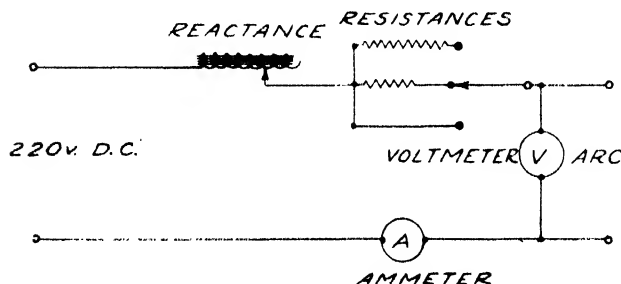 REACTANCE
RESISTANCES
220v. D.C.
VOLTMETER V ARC
A
AMMETER